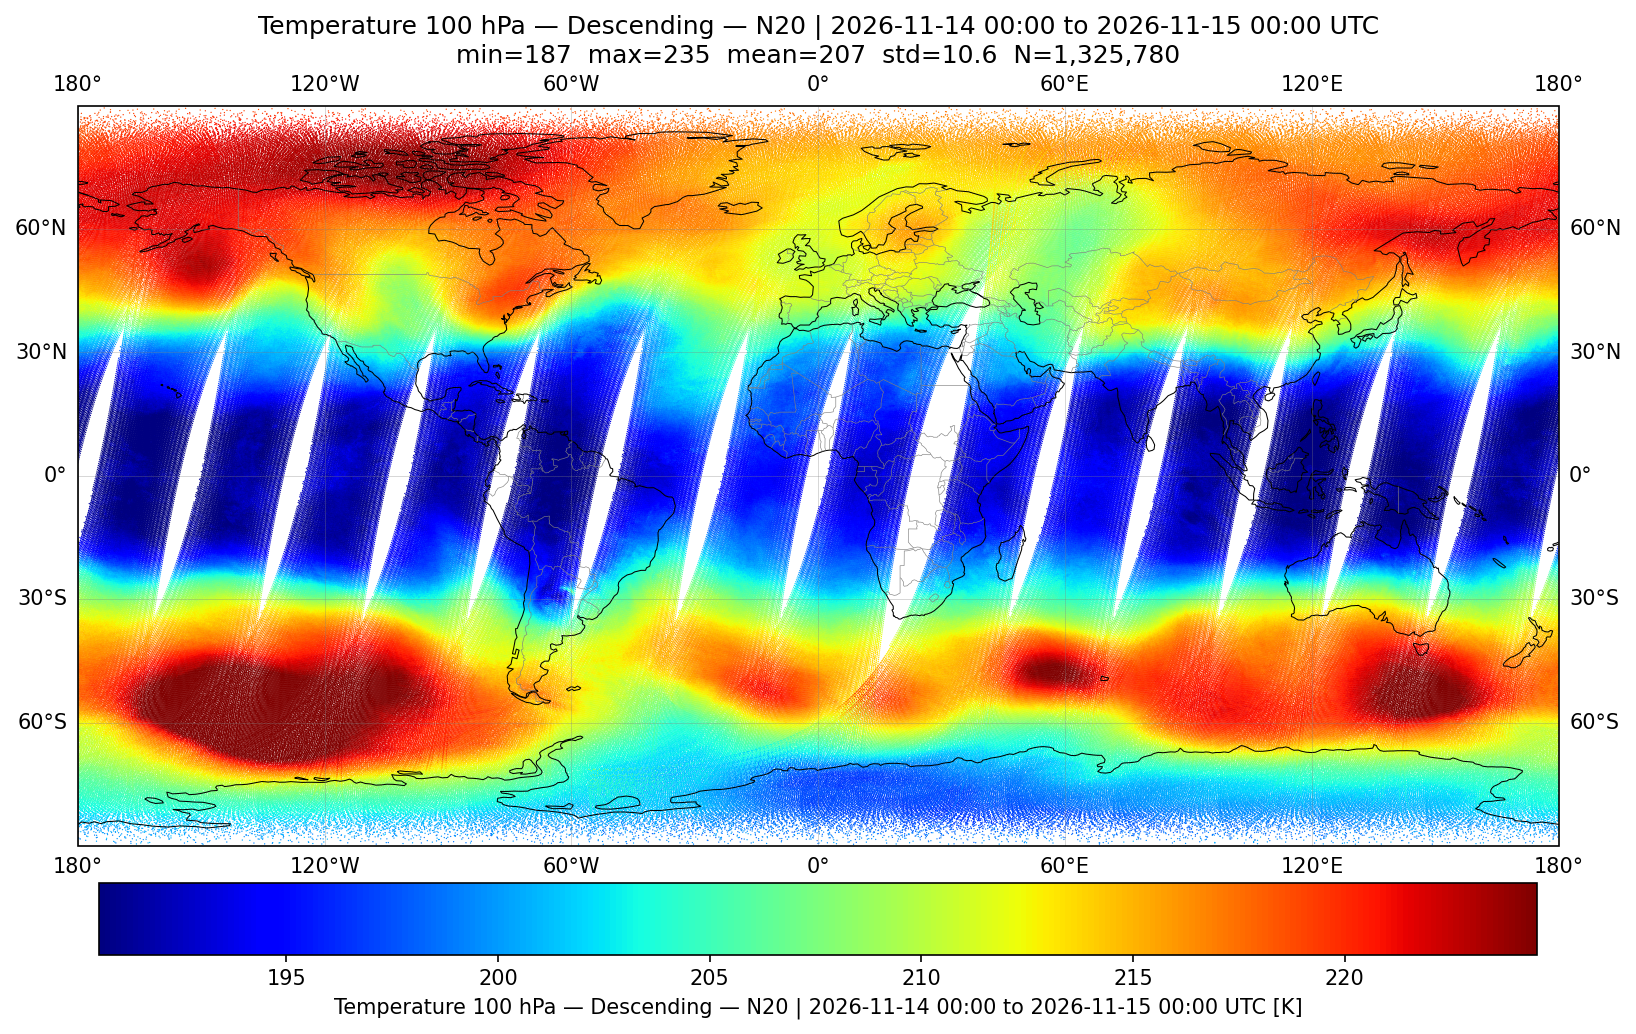 Temperature 100 hPa — Descending — N20 | 2026-11-14 00:00 to 2026-11-15 00:00 UTC
min=187 max=235 mean=207 std=10.6 N=1,325,780
180° 120°W 60°W 0° 60°E 120°E 180°
60°N 60°N
30°N 30°N
0° 0°
30°S 30°S
60°S 60°S
180° 120°W 60°W 0° 60°E 120°E 180°
195 200 205 210 215 220
Temperature 100 hPa — Descending — N20 | 2026-11-14 00:00 to 2026-11-15 00:00 UTC [K]